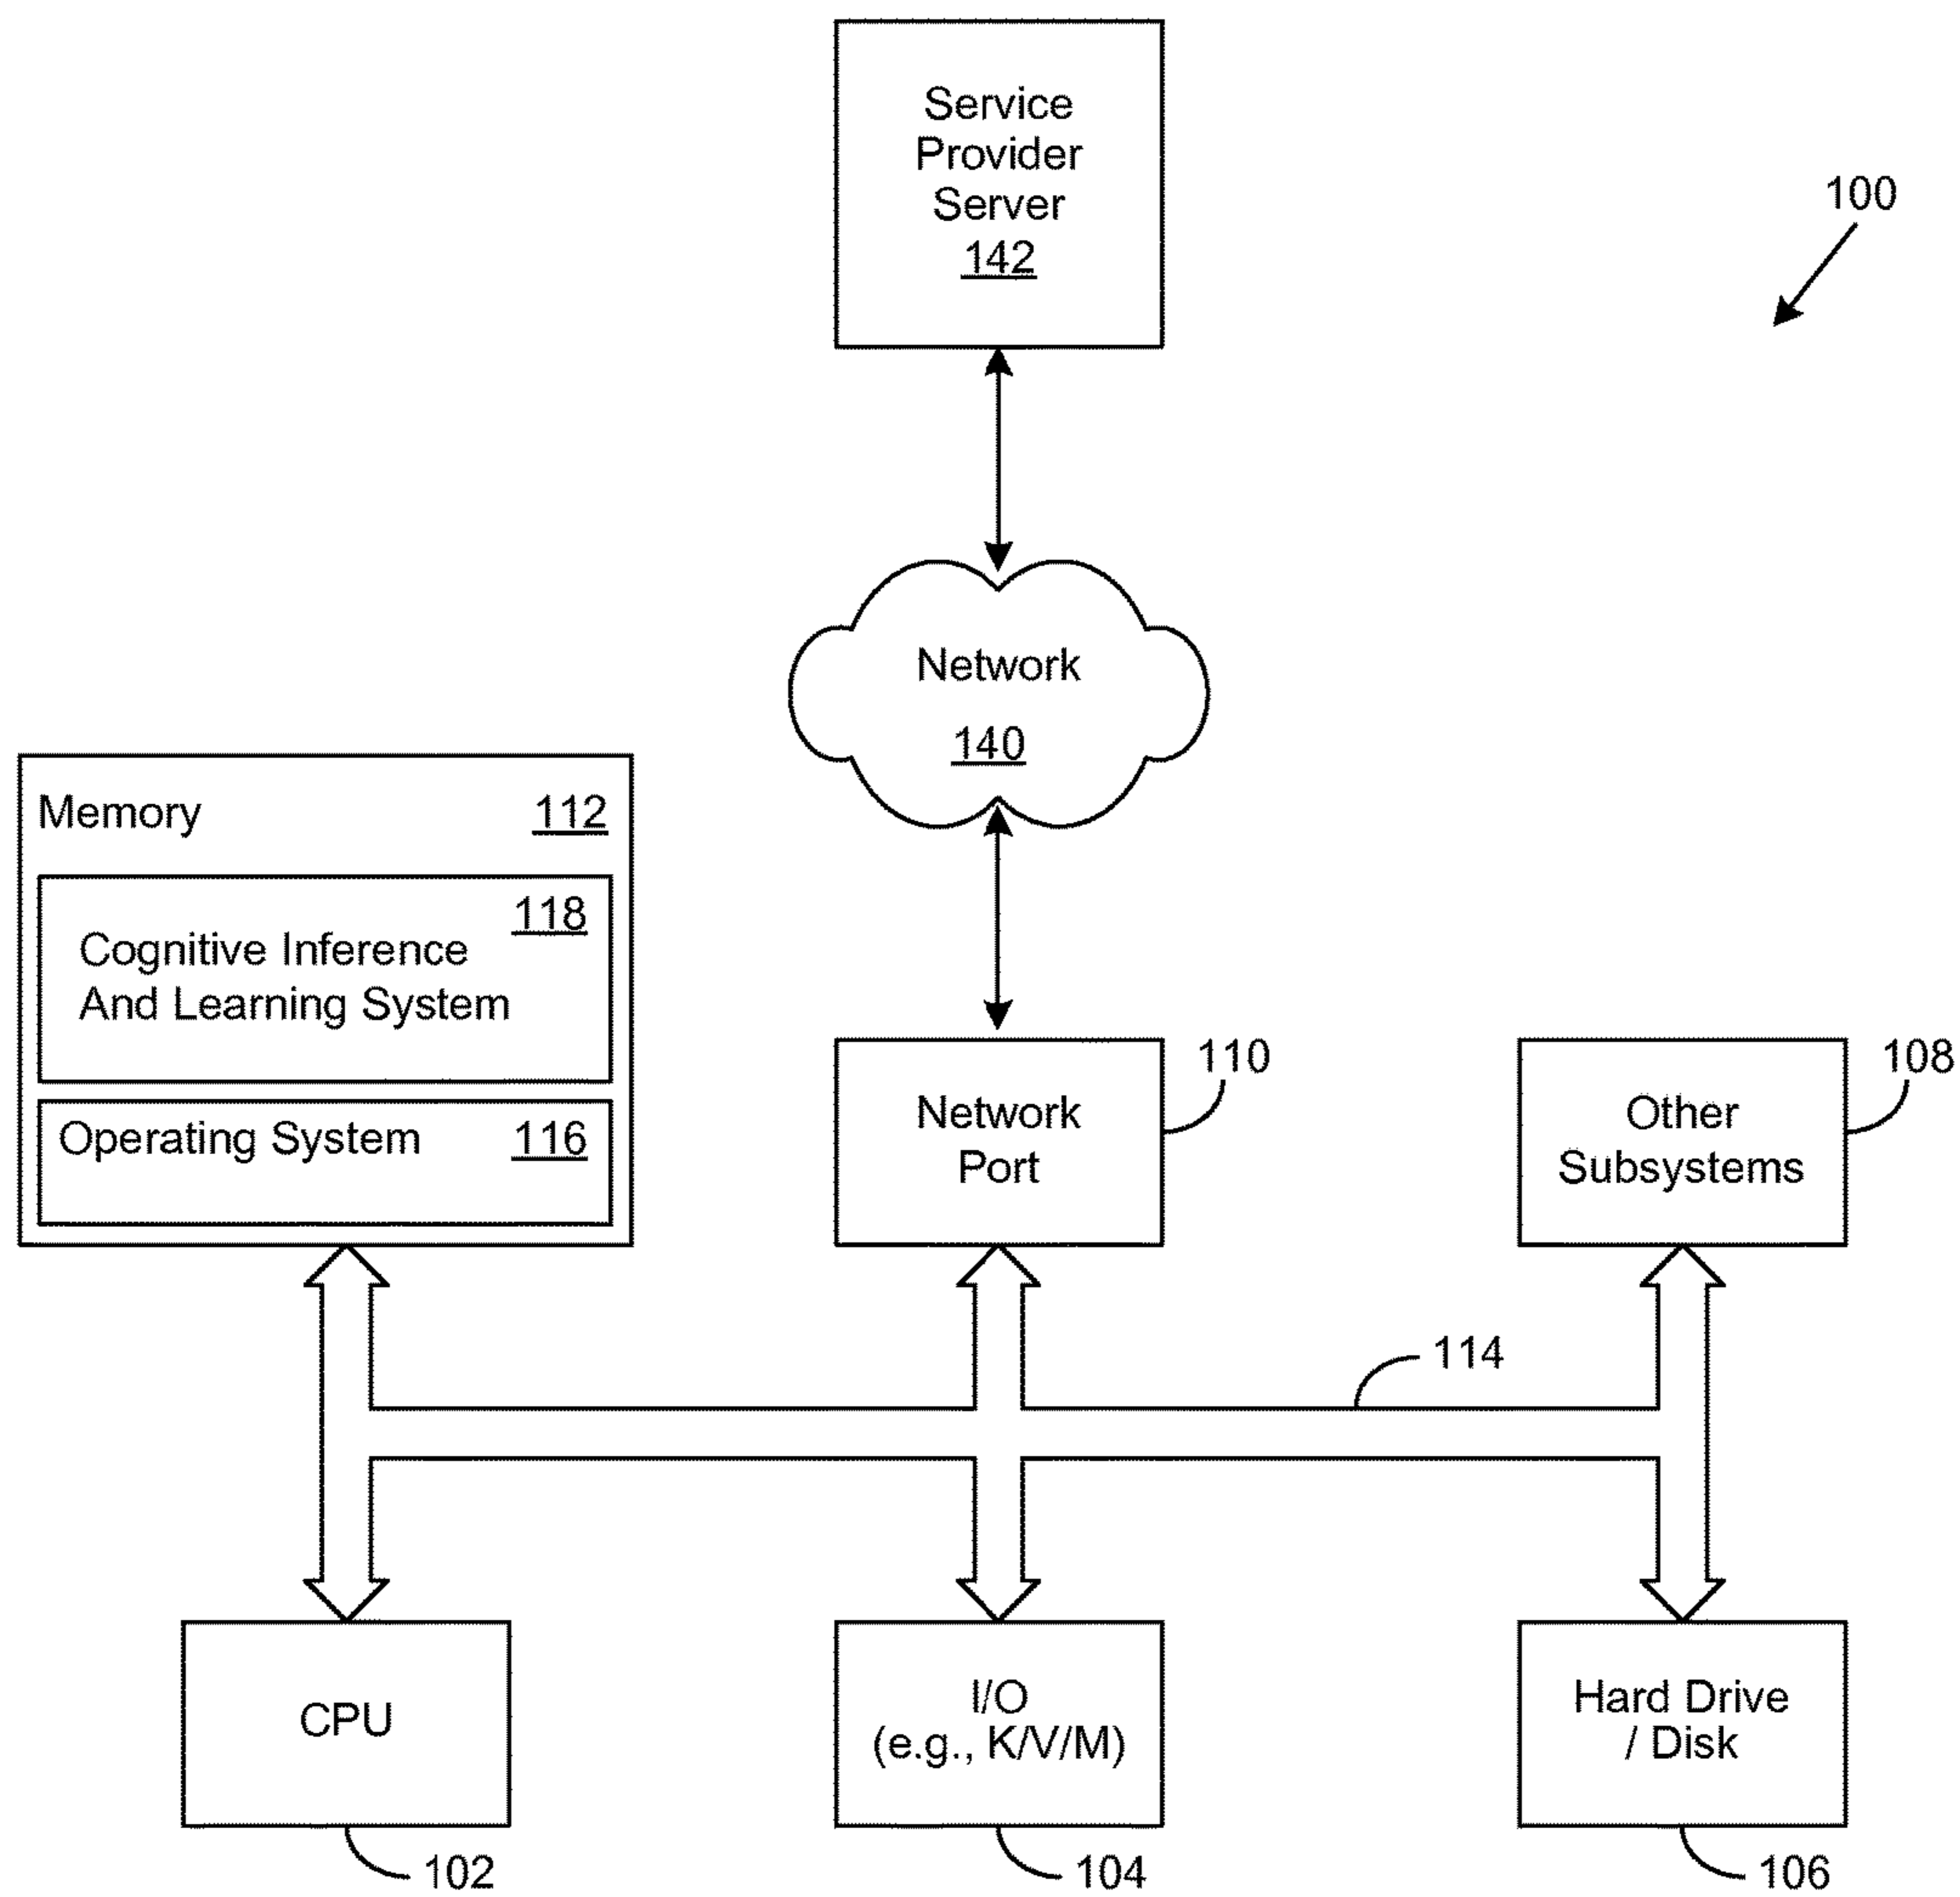 Service
Provider
Server
142
100
Network
140
Memory 112
118
Cognitive Inference
And Learning System
Operating System 116
Network
Port
110
Other
Subsystems
108
114
CPU
102
I/O
(e.g., K/V/M)
104
Hard Drive
/ Disk
106